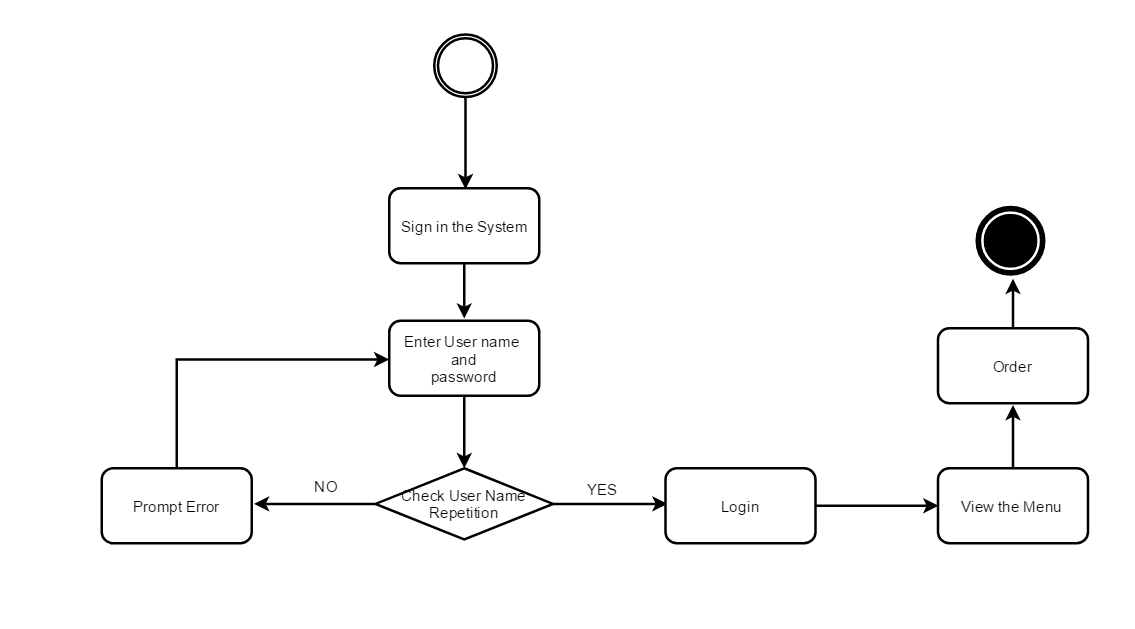 Sign in the System
Enter User name
and
password
Order
NO
YES
Check User Name
Repetition
Prompt Error
Login
View the Menu